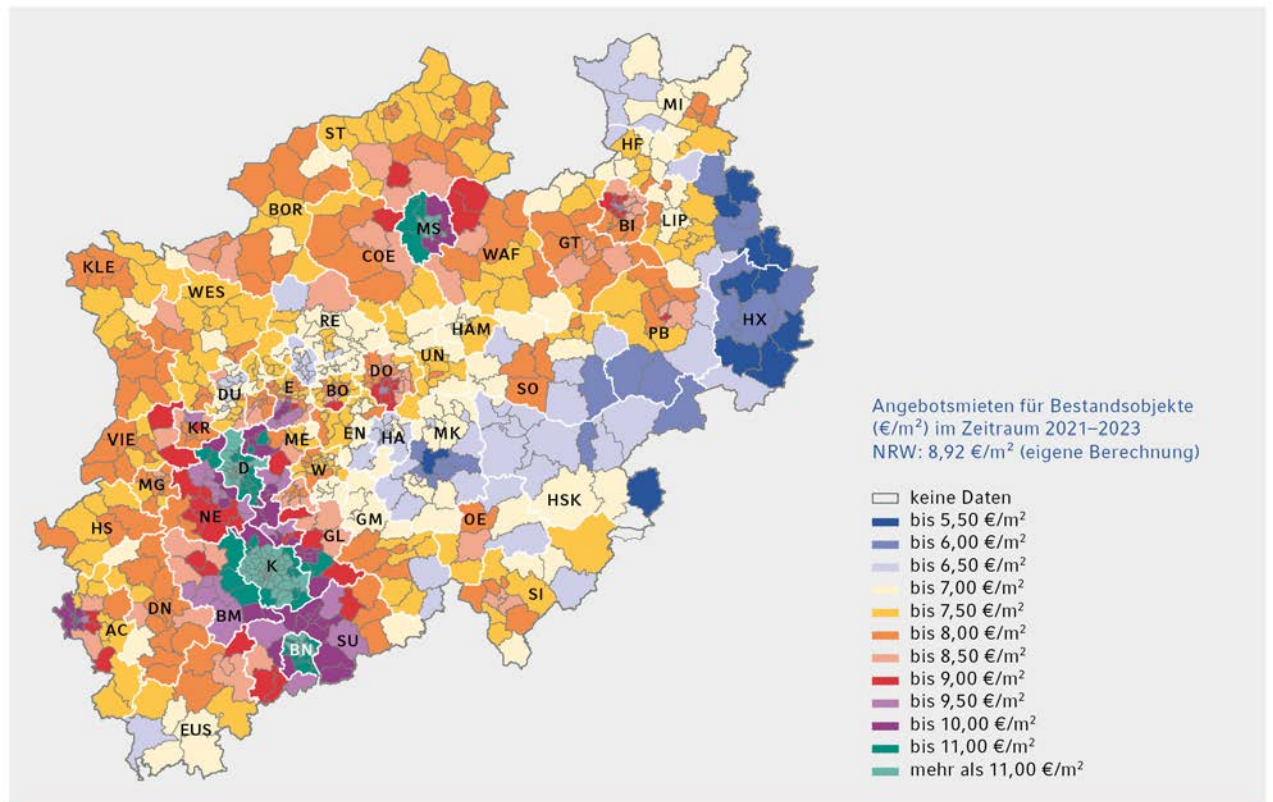 MI
ST
HF
BOR
MS
BI
LIP
COE
WAF
GT
KLE
WES
HX
RE
HAM
PB
UN
DO
E
BO
SO
DU
KR
ME
EN
HA
MK
VIE
D
W
MG
HSK
NE
GM
OE
HS
GL
K
SI
DN
BM
AC
SU
BN
EUS
Angebotsmieten für Bestandsobjekte
(€/m²) im Zeitraum 2021–2023
NRW: 8,92 €/m² (eigene Berechnung)
keine Daten
bis 5,50 €/m²
bis 6,00 €/m²
bis 6,50 €/m²
bis 7,00 €/m²
bis 7,50 €/m²
bis 8,00 €/m²
bis 8,50 €/m²
bis 9,00 €/m²
bis 9,50 €/m²
bis 10,00 €/m²
bis 11,00 €/m²
mehr als 11,00 €/m²